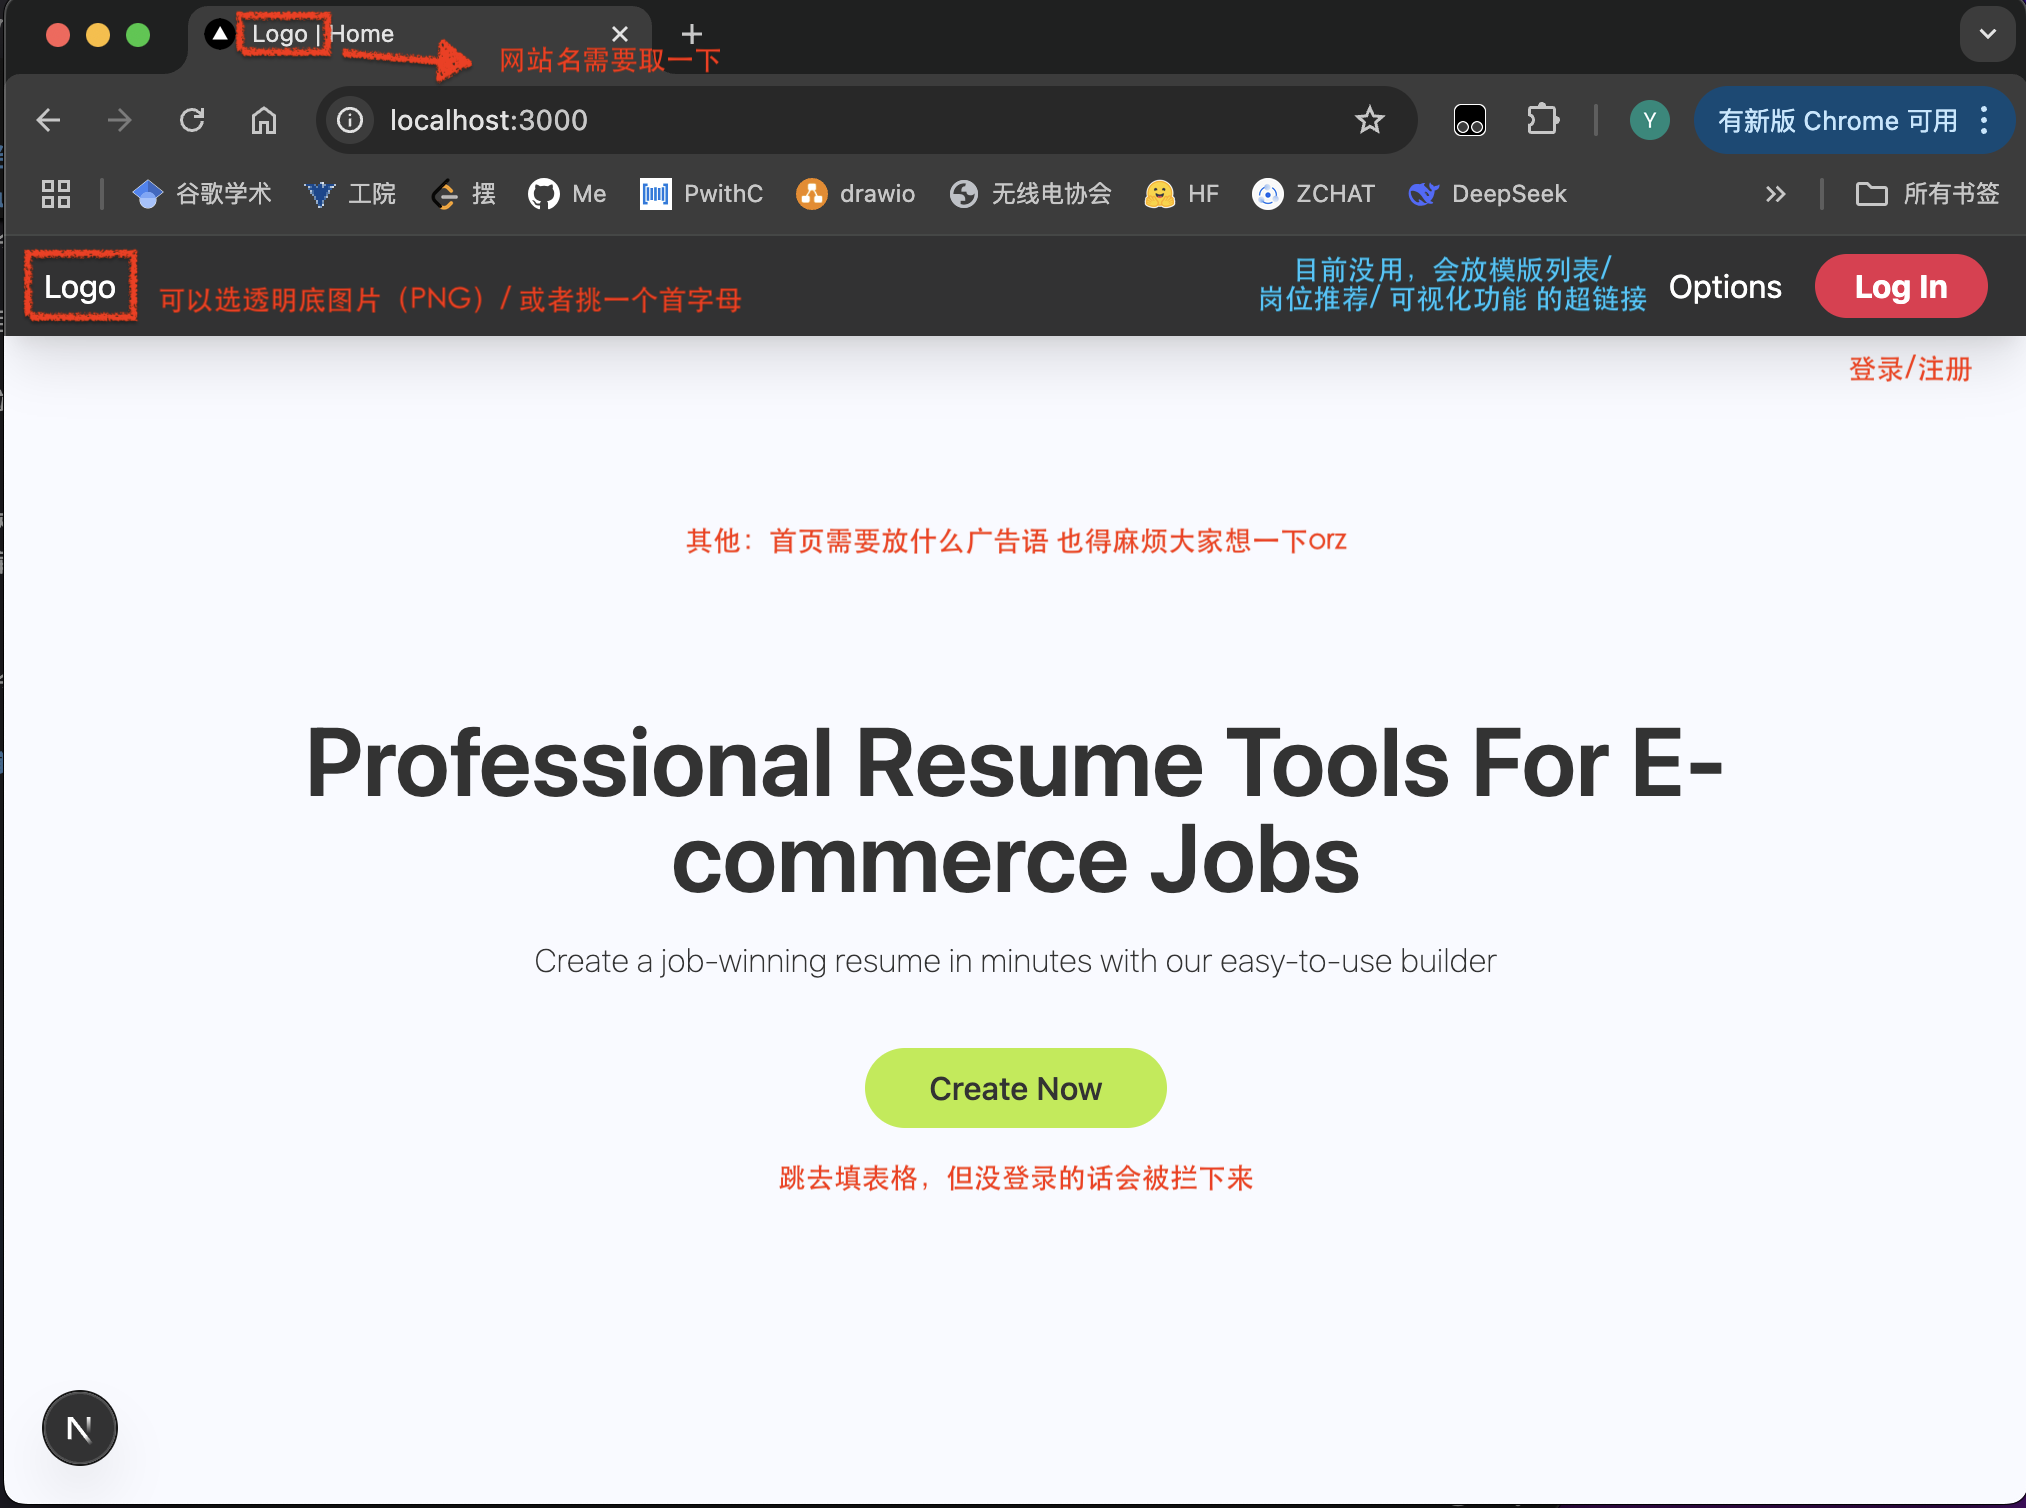 Logo | Home
网站名需要取一下
localhost:3000
Y
有新版 Chrome 可用
谷歌学术
工院
摆
Me
PwithC
drawio
无线电协会
HF
ZCHAT
DeepSeek
所有书签
Logo
可以选透明底图片（PNG）/ 或者挑一个首字母
目前没用，会放模版列表/
岗位推荐/ 可视化功能 的超链接
Options
Log In
登录/注册
其他：首页需要放什么广告语 也得麻烦大家想一下orz
Professional Resume Tools For E-
commerce Jobs
Create a job-winning resume in minutes with our easy-to-use builder
Create Now
跳去填表格，但没登录的话会被拦下来
N